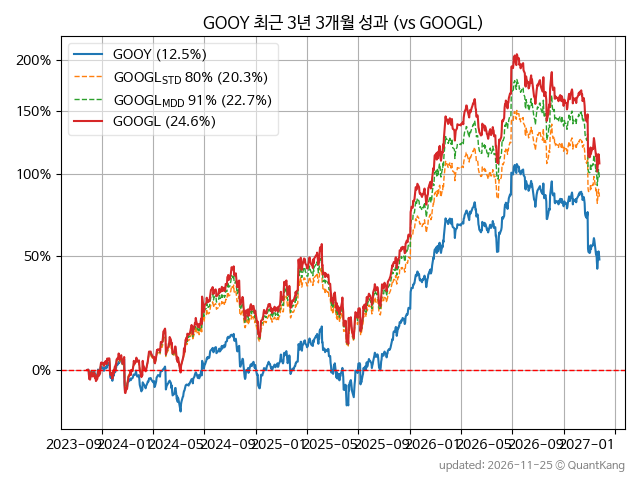 GOOY 최근 3년 3개월 성과 (vs GOOGL)
GOOY (12.5%)
GOOGL_STD 80% (20.3%)
GOOGL_MDD 91% (22.7%)
GOOGL (24.6%)
200%
150%
100%
50%
0%
2023-09 2024-01 2024-05 2024-09 2025-01 2025-05 2025-09 2026-01 2026-05 2026-09 2027-01
updated: 2026-11-25 © QuantKang